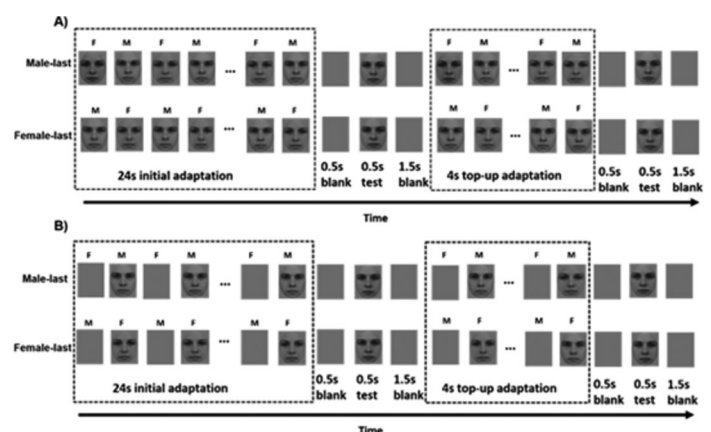 A)
F M F M F M F M F M
Male-last
... ...
M F M F M F M F M F
Female-last
... ...
0.5s 0.5s 1.5s 0.5s 0.5s 1.5s
24s initial adaptation blank test blank 4s top-up adaptation blank test blank
Time
B)
F M F M F M F M F M
Male-last
... ...
M F M F M F M F M F
Female-last
... ...
0.5s 0.5s 1.5s 0.5s 0.5s 1.5s
24s initial adaptation blank test blank 4s top-up adaptation blank test blank
Time